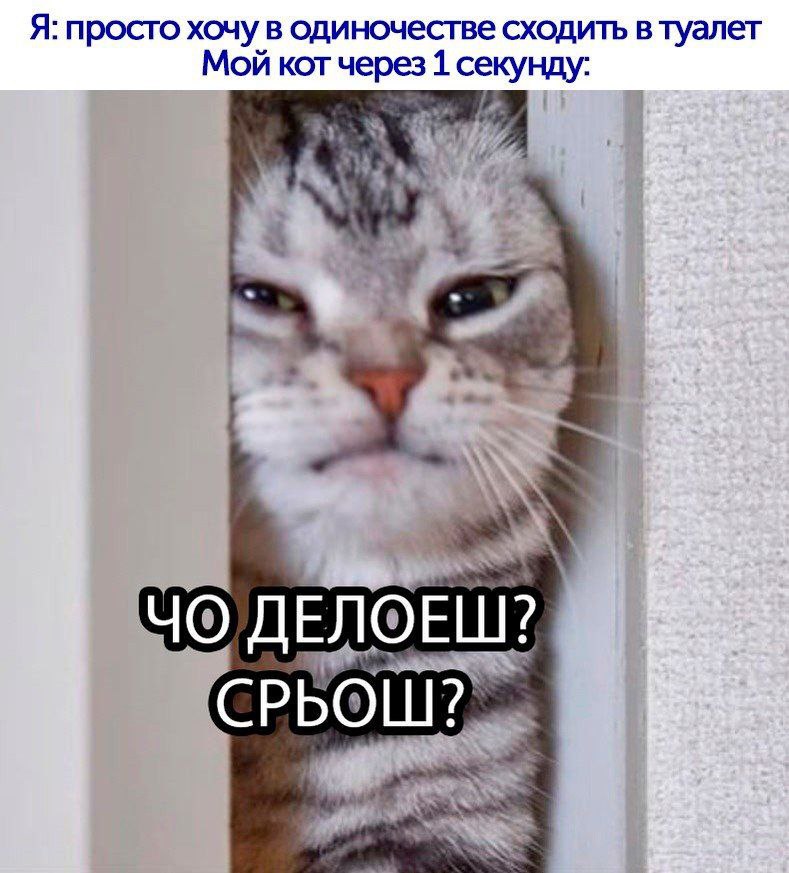 Я: просто хочу в одиночестве сходить в туалет
Мой кот через 1 секунду:
ЧО ДЕЛОЕШ?
СРЬОШ?